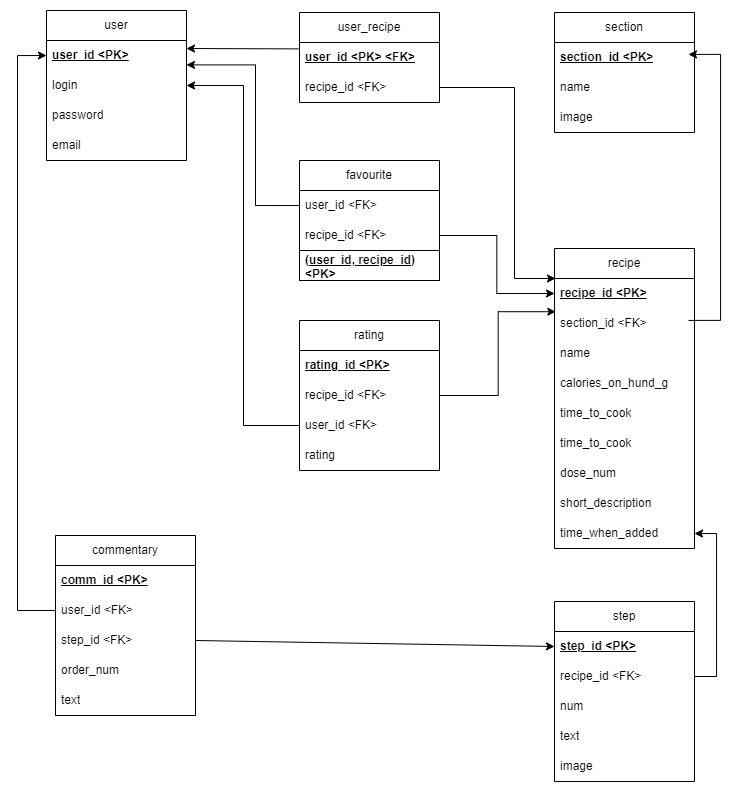 user
user_id <PK>
login
password
email
user_recipe
user_id <PK> <FK>
recipe_id <FK>
section
section_id <PK>
name
image
favourite
user_id <FK>
recipe_id <FK>
(user_id, recipe_id)
<PK>
rating
rating_id <PK>
recipe_id <FK>
user_id <FK>
rating
recipe
recipe_id <PK>
section_id <FK>
name
calories_on_hund_g
time_to_cook
time_to_cook
dose_num
short_description
time_when_added
commentary
comm_id <PK>
user_id <FK>
step_id <FK>
order_num
text
step
step_id <PK>
recipe_id <FK>
num
text
image